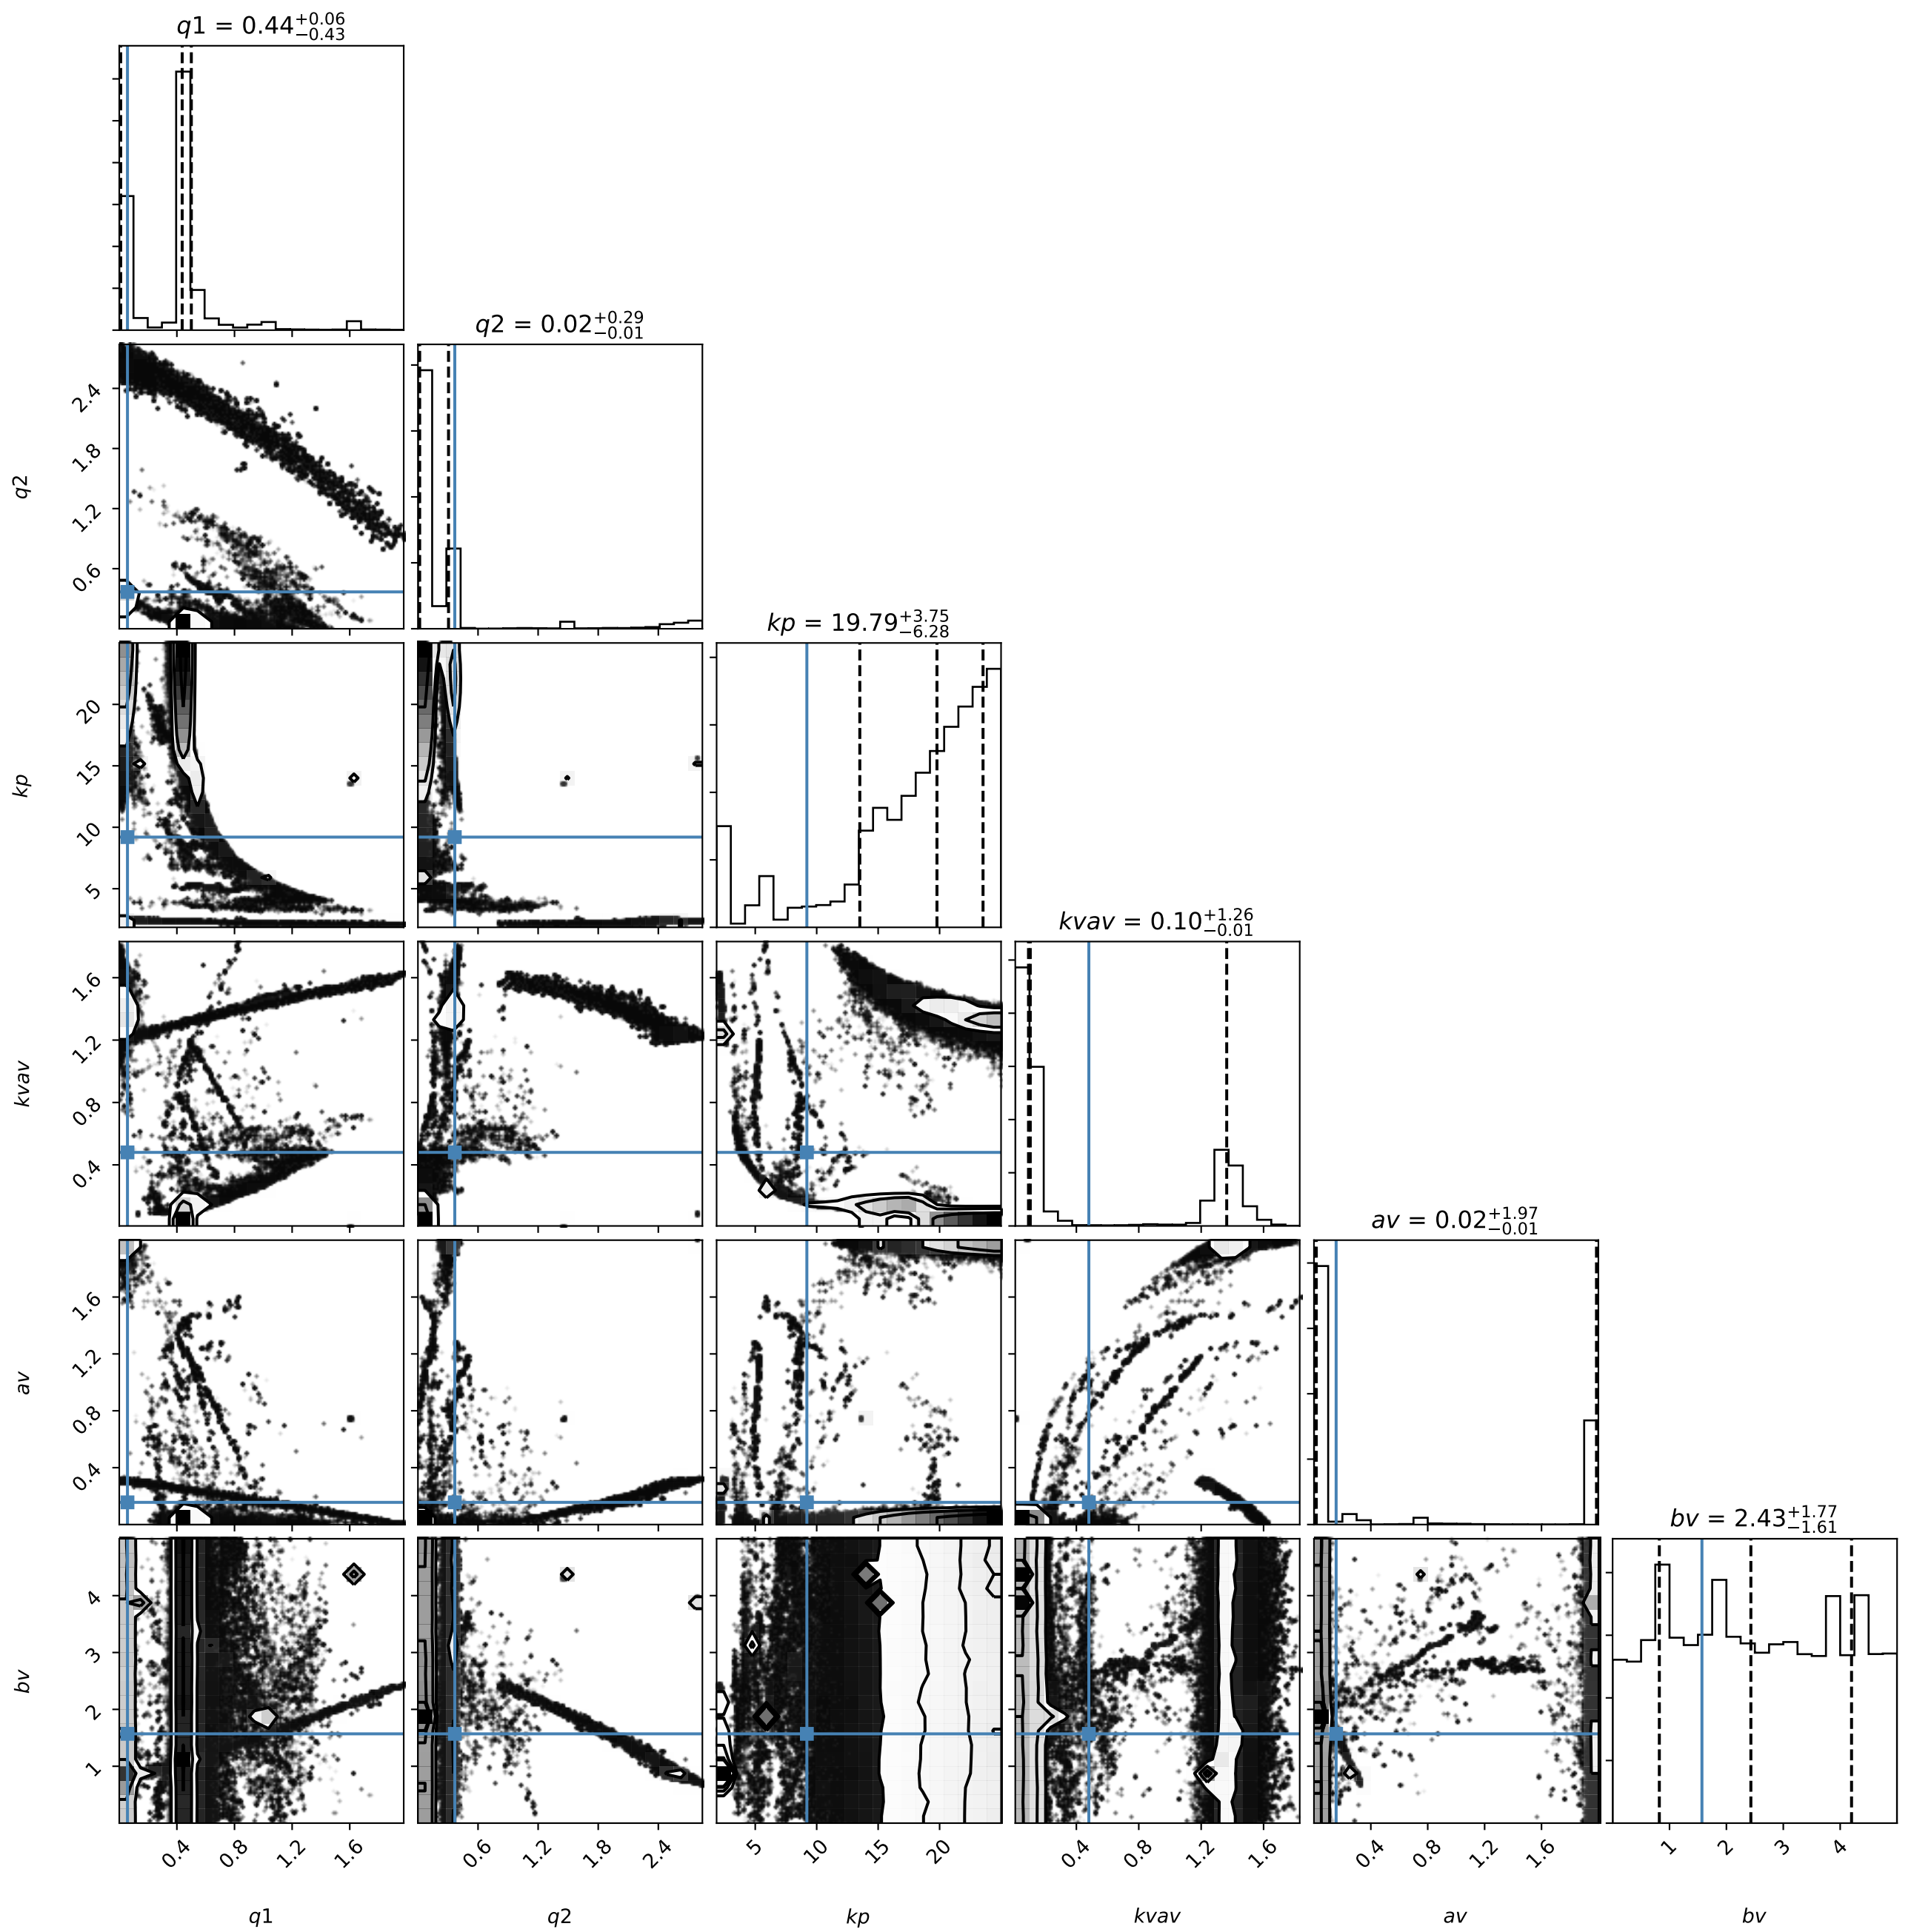 q1 = 0.44+0.06−0.43
q2 = 0.02+0.29−0.01
2.4
1.8
1.2
0.6
q2
kp = 19.79+3.75−6.28
20
15
10
5
kp
kvav = 0.10+1.26−0.01
1.6
1.2
0.8
0.4
kvav
av = 0.02+1.97−0.01
1.6
1.2
0.8
0.4
av
bv = 2.43+1.77−1.61
4
3
2
1
bv
0.4 0.8 1.2 1.6 0.6 1.2 1.8 2.4 5 10 15 20 0.4 0.8 1.2 1.6 0.4 0.8 1.2 1.6 1 2 3 4
q1 q2 kp kvav av bv